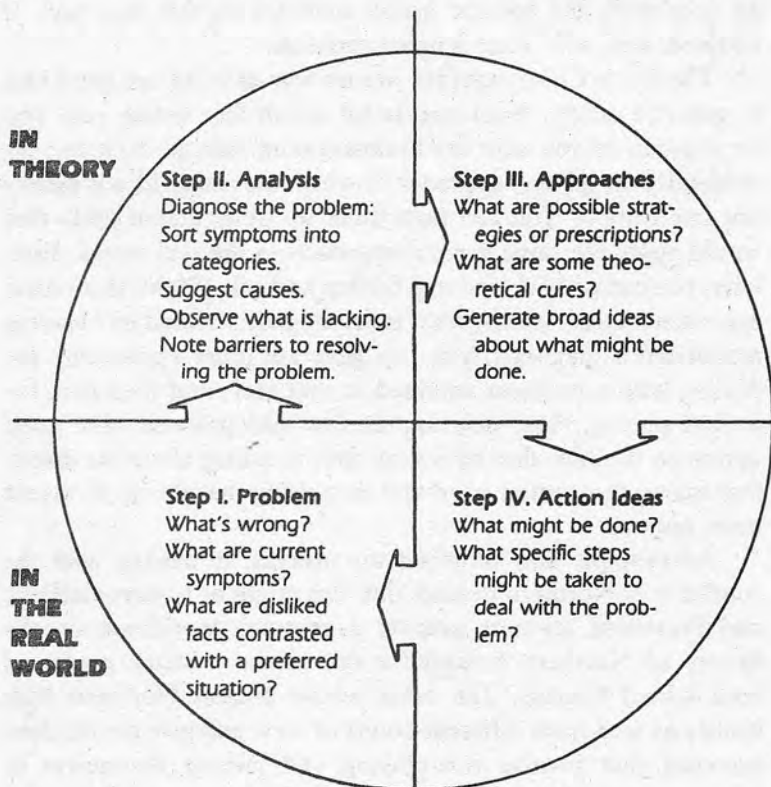 IN
THEORY
Step II. Analysis
Diagnose the problem:
Sort symptoms into
categories.
Suggest causes.
Observe what is lacking.
Note barriers to resolv-
ing the problem.
Step III. Approaches
What are possible strat-
egies or prescriptions?
What are some theo-
retical cures?
Generate broad ideas
about what might be
done.
IN
THE
REAL
WORLD
Step I. Problem
What's wrong?
What are current
symptoms?
What are disliked
facts contrasted
with a preferred
situation?
Step IV. Action Ideas
What might be done?
What specific steps
might be taken to
deal with the prob-
lem?